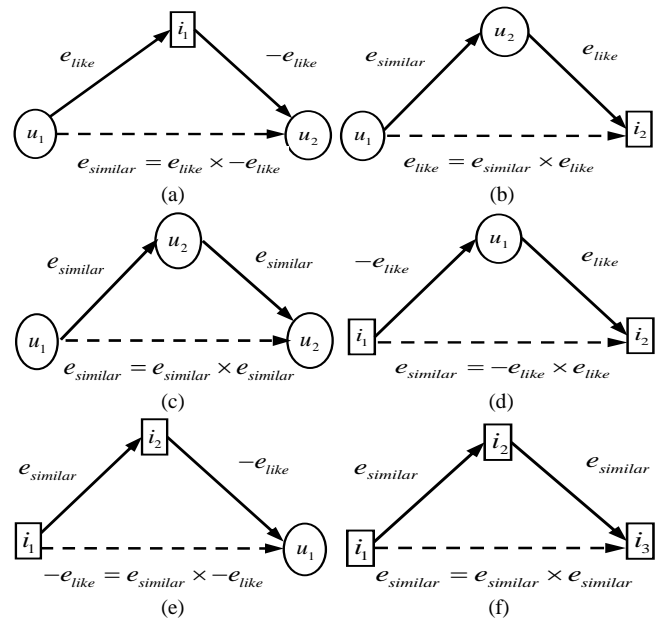 i₁
e_like
-e_like
u₁
u₂
e_similar = e_like × -e_like
(a)
u₂
e_similar
e_like
u₁
i₂
e_like = e_similar × e_like
(b)
u₂
e_similar
e_similar
u₁
u₂
e_similar = e_similar × e_similar
(c)
u₁
-e_like
e_like
i₁
i₂
e_similar = -e_like × e_like
(d)
i₂
e_similar
-e_like
i₁
u₁
-e_like = e_similar × -e_like
(e)
i₂
e_similar
e_similar
i₁
i₃
e_similar = e_similar × e_similar
(f)